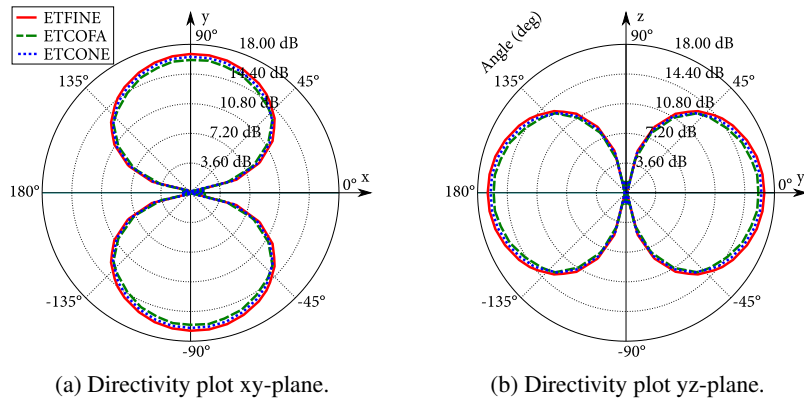 ETFINE
ETCOFA
ETCONE
y
90°
18.00 dB
14.40 dB
10.80 dB
7.20 dB
3.60 dB
135°
45°
x
180°
0°
-135°
-45°
-90°
(a) Directivity plot xy-plane.
Angle (deg)
z
90°
18.00 dB
14.40 dB
10.80 dB
7.20 dB
3.60 dB
135°
45°
y
180°
0°
-135°
-45°
-90°
(b) Directivity plot yz-plane.